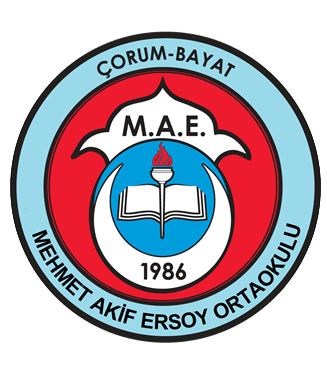 ÇORUM-BAYAT
M.A.E.
1986
MEHMET AKİF ERSOY ORTAOKULU